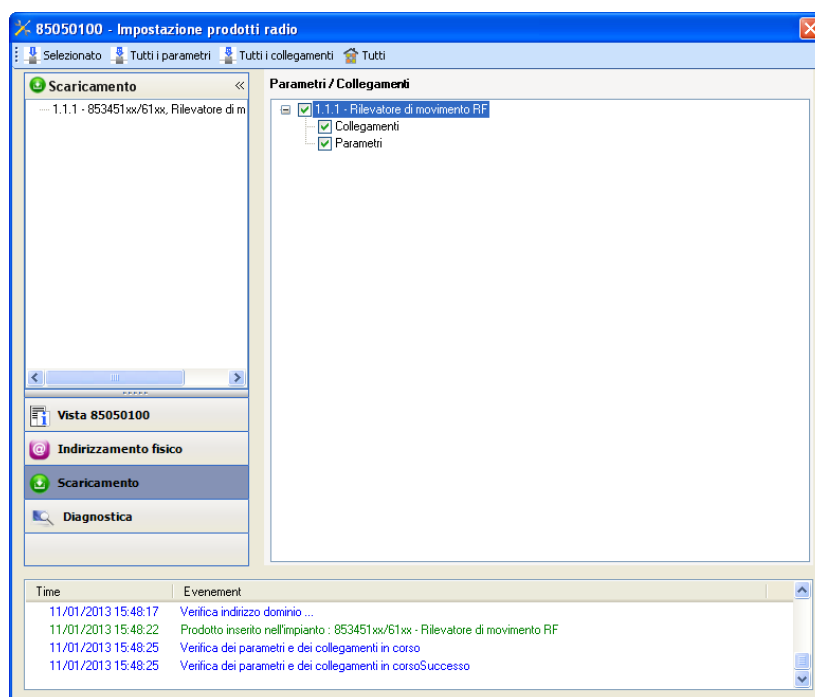 85050100 - Impostazione prodotti radio
Selezionato Tutti i parametri Tutti i collegamenti Tutti
Scaricamento «
1.1.1 - 853451xx/61xx, Rilevatore di m
Parametri / Collegamenti
1.1.1 - Rilevatore di movimento RF
Collegamenti
Parametri
Vista 85050100
Indirizzamento fisico
Scaricamento
Diagnostica
Time Evenement
11/01/2013 15:48:17 Verifica indirizzo dominio ...
11/01/2013 15:48:22 Prodotto inserito nell'impianto : 853451xx/61xx - Rilevatore di movimento RF
11/01/2013 15:48:25 Verifica dei parametri e dei collegamenti in corso
11/01/2013 15:48:25 Verifica dei parametri e dei collegamenti in corsoSuccesso